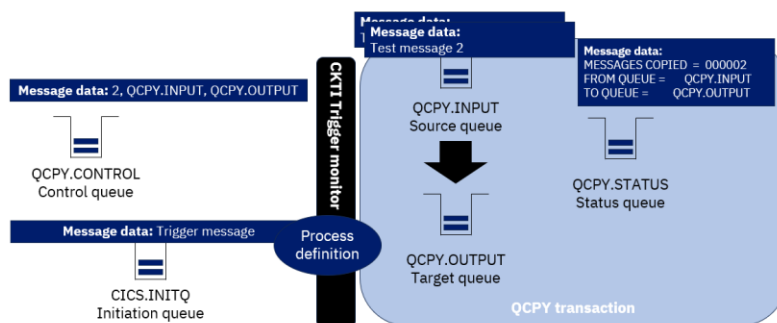 Message data:
T
Message data:
Test message 2
Message data:
MESSAGES COPIED = 000002
FROM QUEUE = QCPY.INPUT
TO QUEUE = QCPY.OUTPUT
Message data: 2, QCPY.INPUT, QCPY.OUTPUT
CKTI Trigger monitor
QCPY.INPUT
Source queue
QCPY.CONTROL
Control queue
QCPY.STATUS
Status queue
Message data: Trigger message
Process
definition
QCPY.OUTPUT
Target queue
CICS.INITQ
Initiation queue
QCPY transaction